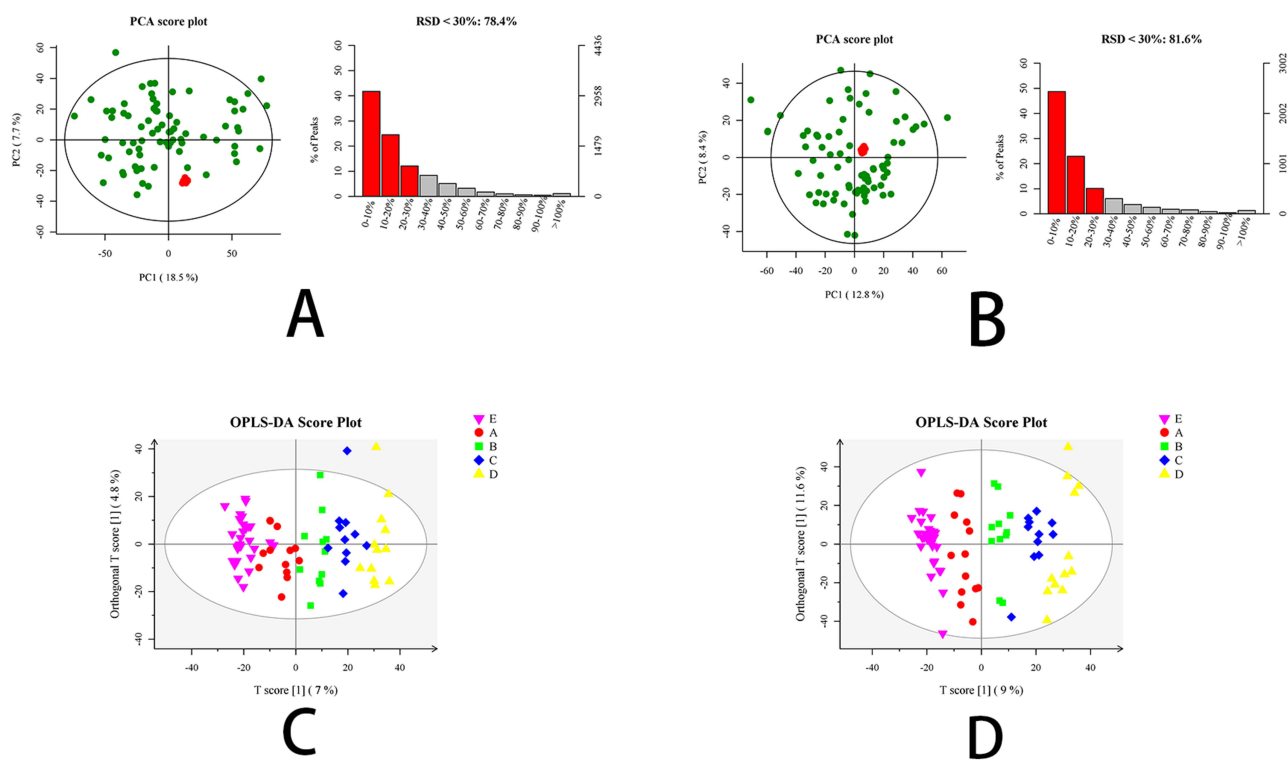 PCA score plot
RSD < 30%: 78.4%
60
40
20
0
-20
-40
-60
PC2 ( 7.7 %)
-50
0
50
PC1 ( 18.5 %)
60
50
40
30
20
10
0
% of Peaks
4436
2958
1479
0
0-10%
10-20%
20-30%
30-40%
40-50%
50-60%
60-70%
70-80%
80-90%
90-100%
>100%
A
PCA score plot
RSD < 30%: 81.6%
40
20
0
-20
-40
PC2 ( 8.4 %)
-60
-40
-20
0
20
40
60
PC1 ( 12.8 %)
60
50
40
30
20
10
0
% of Peaks
3002
2002
1001
0
0-10%
10-20%
20-30%
30-40%
40-50%
50-60%
60-70%
70-80%
80-90%
90-100%
>100%
B
OPLS-DA Score Plot
E
A
B
C
D
40
20
0
-20
-40
Orthogonal T score [1] ( 4.8 %)
-40
-20
0
20
40
T score [1] ( 7 %)
C
OPLS-DA Score Plot
E
A
B
C
D
40
20
0
-20
-40
Orthogonal T score [1] ( 11.6 %)
-40
-20
0
20
40
T score [1] ( 9 %)
D